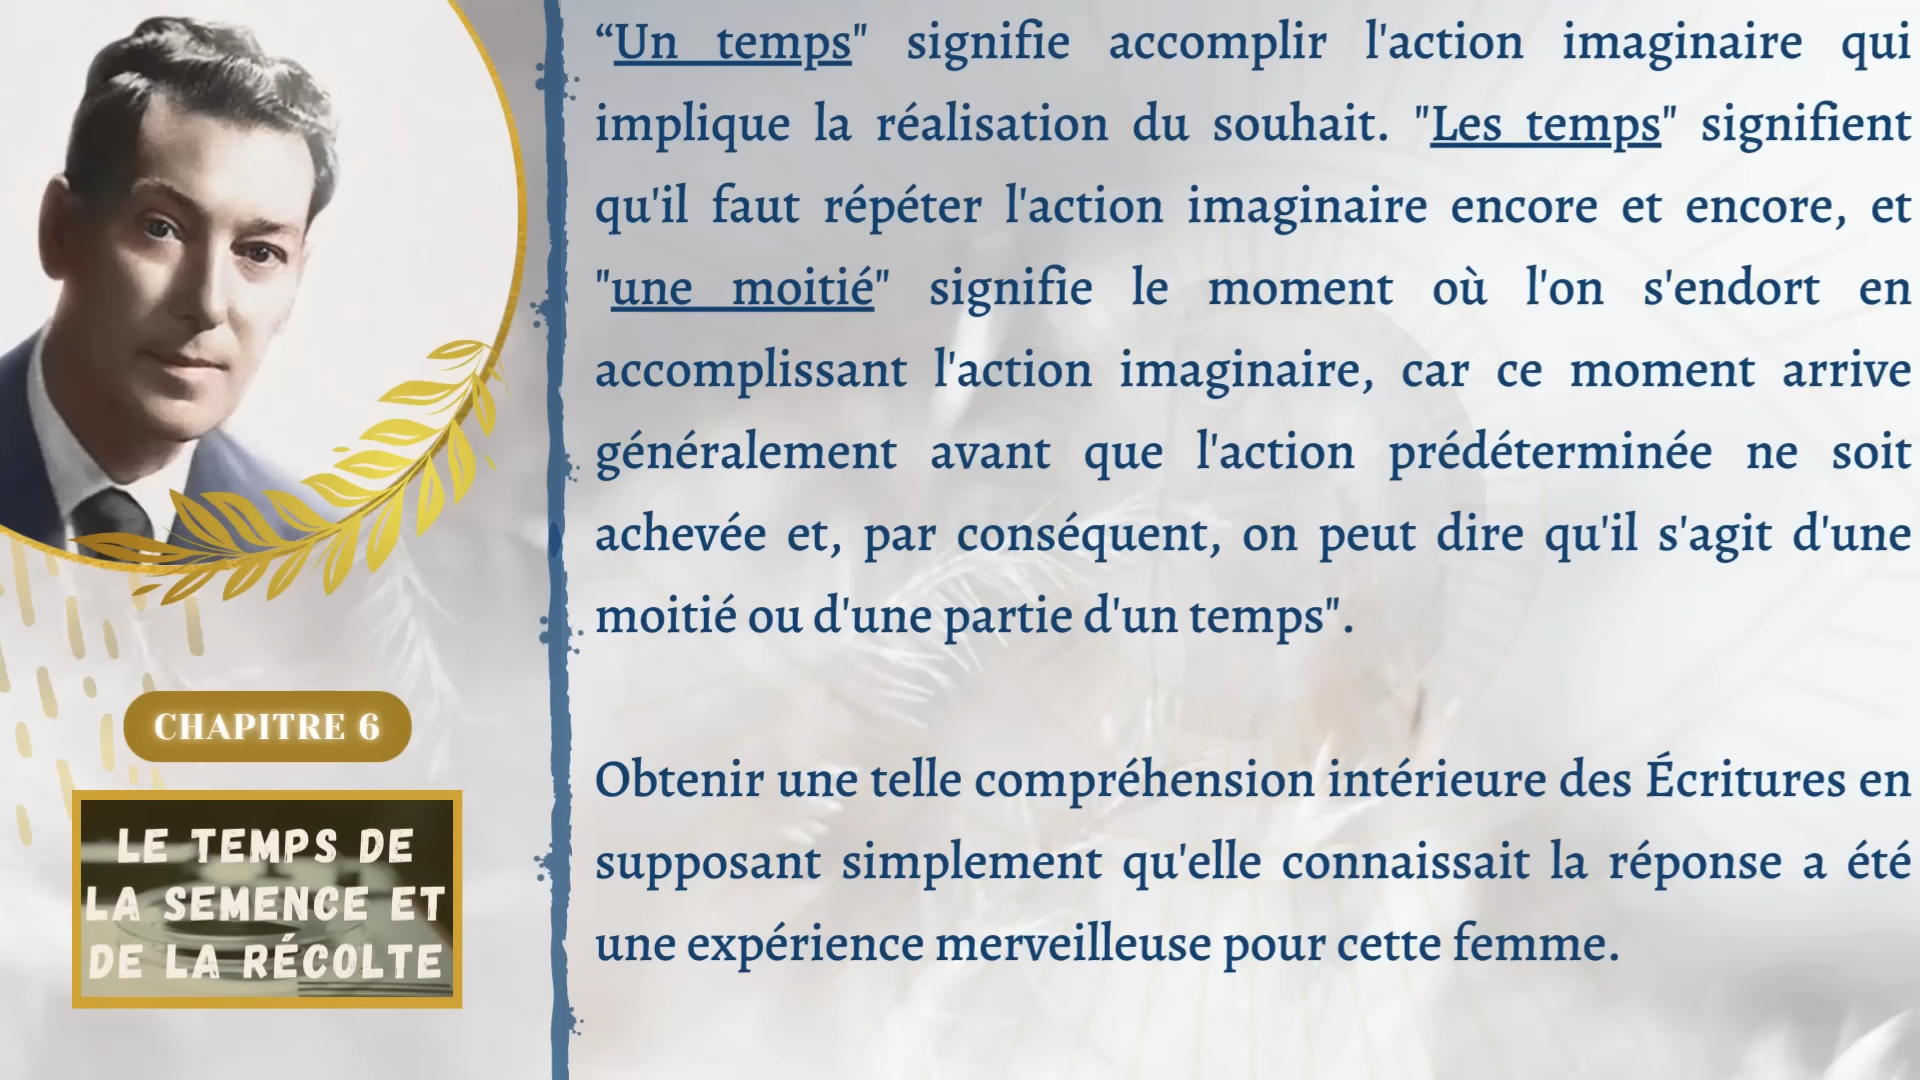 “Un temps" signifie accomplir l'action imaginaire qui
implique la réalisation du souhait. "Les temps" signifient
qu'il faut répéter l'action imaginaire encore et encore, et
"une moitié" signifie le moment où l'on s'endort en
accomplissant l'action imaginaire, car ce moment arrive
généralement avant que l'action prédéterminée ne soit
achevée et, par conséquent, on peut dire qu'il s'agit d'une
moitié ou d'une partie d'un temps".
Obtenir une telle compréhension intérieure des Écritures en
supposant simplement qu'elle connaissait la réponse a été
une expérience merveilleuse pour cette femme.
CHAPITRE 6
LE TEMPS DE
LA SEMENCE ET
DE LA RÉCOLTE